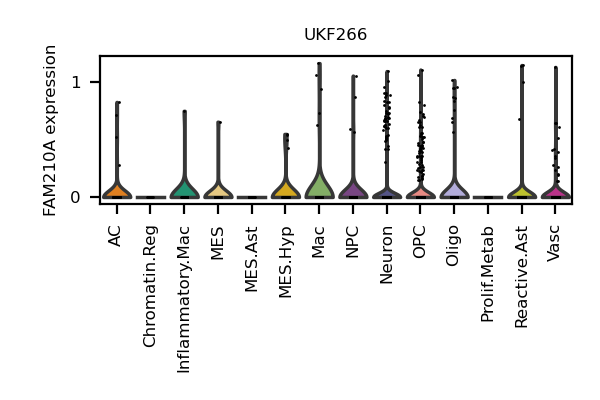 UKF266
FAM210A expression
1
0
AC
Chromatin.Reg
Inflammatory.Mac
MES
MES.Ast
MES.Hyp
Mac
NPC
Neuron
OPC
Oligo
Prolif.Metab
Reactive.Ast
Vasc